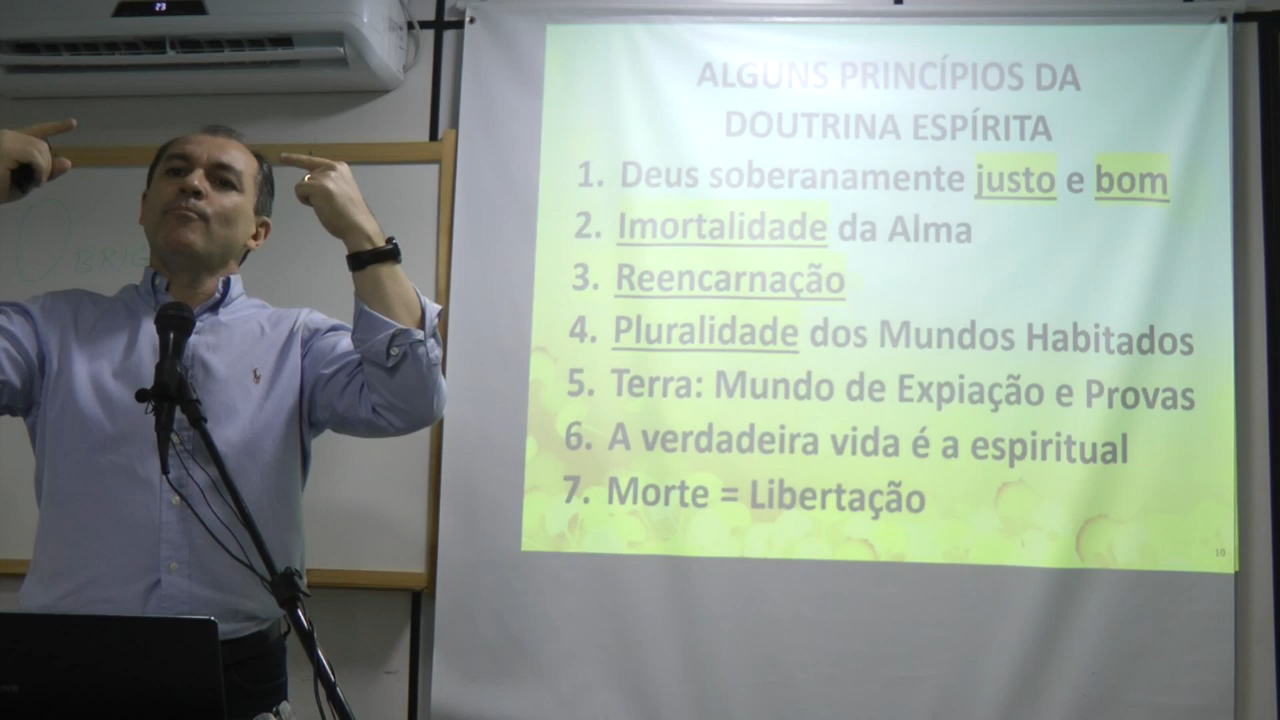 23
ALGUNS PRINCÍPIOS DA
DOUTRINA ESPÍRITA
1. Deus soberanamente justo e bom
2. Imortalidade da Alma
3. Reencarnação
4. Pluralidade dos Mundos Habitados
5. Terra: Mundo de Expiação e Provas
6. A verdadeira vida é a espiritual
7. Morte = Libertação
10